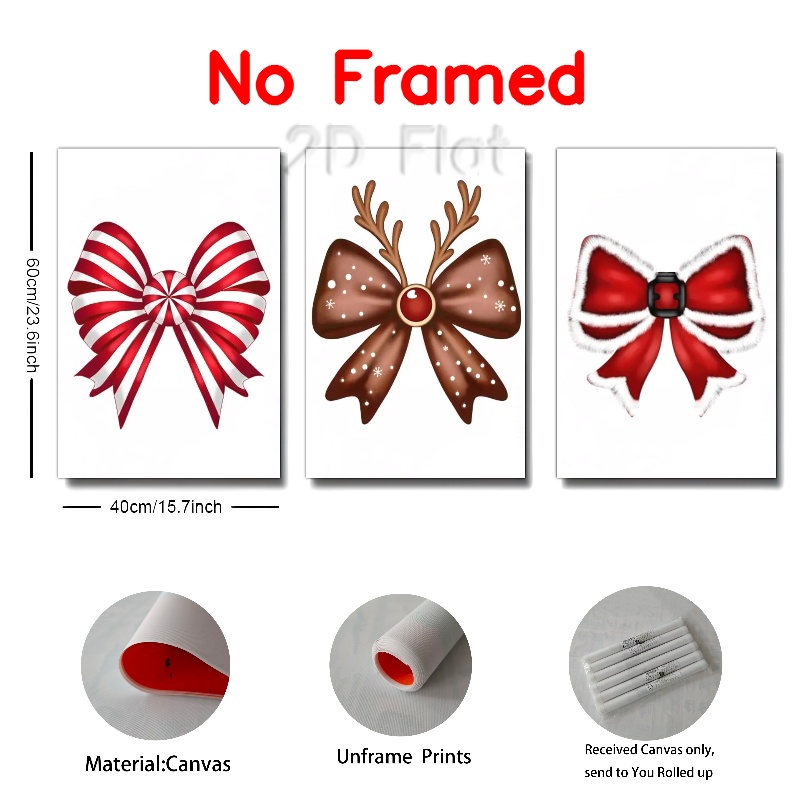 No Framed
2D Flat
60cm/23.6inch
40cm/15.7inch
Material:Canvas
Unframe Prints
Received Canvas only,
send to You Rolled up